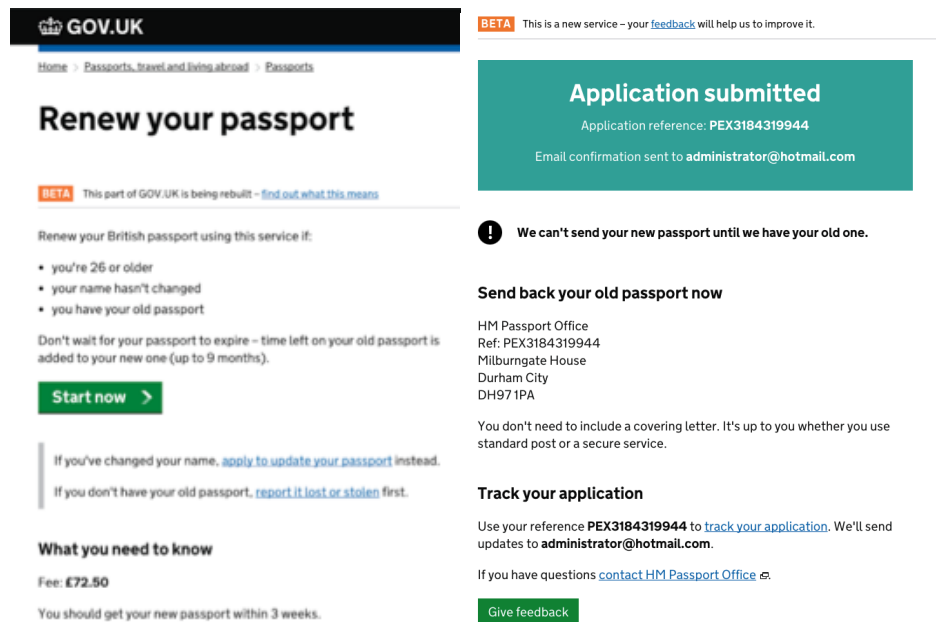 GOV.UK
Home > Passports, travel and living abroad > Passports
Renew your passport
BETA This part of GOV.UK is being rebuilt – find out what this means
Renew your British passport using this service if:
• you're 26 or older
• your name hasn't changed
• you have your old passport
Don't wait for your passport to expire – time left on your old passport is
added to your new one (up to 9 months).
Start now >
If you've changed your name, apply to update your passport instead.
If you don't have your old passport, report it lost or stolen first.
What you need to know
Fee: £72.50
You should get your new passport within 3 weeks.
BETA This is a new service – your feedback will help us to improve it.
Application submitted
Application reference: PEX3184319944
Email confirmation sent to administrator@hotmail.com
! We can't send your new passport until we have your old one.
Send back your old passport now
HM Passport Office
Ref: PEX3184319944
Milburngate House
Durham City
DH97 1PA
You don't need to include a covering letter. It's up to you whether you use
standard post or a secure service.
Track your application
Use your reference PEX3184319944 to track your application. We'll send
updates to administrator@hotmail.com.
If you have questions contact HM Passport Office.
Give feedback